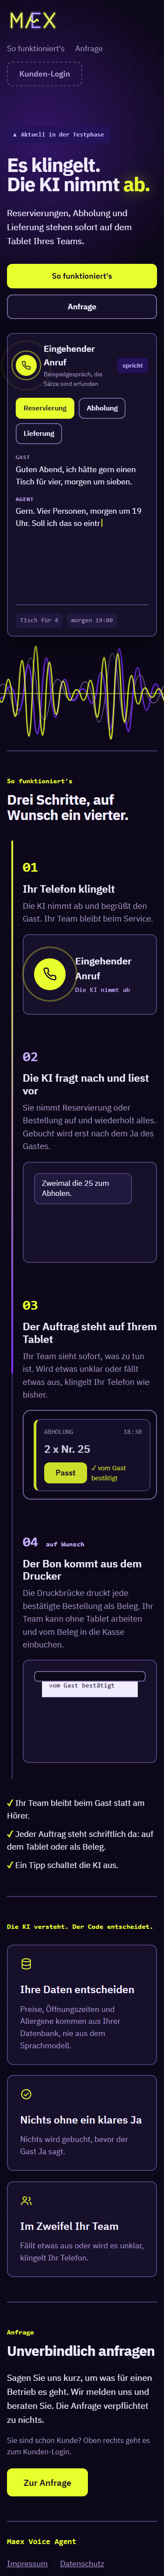 MÆX
So funktioniert's Anfrage
Kunden-Login
▲ Aktuell in der Testphase
Es klingelt.
Die KI nimmt ab.
Reservierungen, Abholung und
Lieferung stehen sofort auf dem
Tablet Ihres Teams.
So funktioniert's
Anfrage
Eingehender
Anruf
Beispielgespräch, die
Sätze sind erfunden
spricht
Reservierung Abholung
Lieferung
GAST
Guten Abend, ich hätte gern einen
Tisch für vier, morgen um sieben.
AGENT
Gern. Vier Personen, morgen um 19
Uhr. Soll ich das so eintr
Tisch für 4 morgen 19:00
So funktioniert's
Drei Schritte, auf
Wunsch ein vierter.
01
Ihr Telefon klingelt
Die KI nimmt ab und begrüßt den
Gast. Ihr Team bleibt beim Service.
Eingehender
Anruf
Die KI nimmt ab
02
Die KI fragt nach und liest
vor
Sie nimmt Reservierung oder
Bestellung auf und wiederholt alles.
Gebucht wird erst nach dem Ja des
Gastes.
Zweimal die 25 zum
Abholen.
03
Der Auftrag steht auf Ihrem
Tablet
Ihr Team sieht sofort, was zu tun
ist. Wird etwas unklar oder fällt
etwas aus, klingelt Ihr Telefon wie
bisher.
ABHOLUNG 18:30
2 x Nr. 25
Passt
✓ vom Gast
bestätigt
04 auf Wunsch
Der Bon kommt aus dem
Drucker
Die Druckbrücke druckt jede
bestätigte Bestellung als Beleg. Ihr
Team kann ohne Tablet arbeiten
und vom Beleg in die Kasse
einbuchen.
vom Gast bestätigt
✓ Ihr Team bleibt beim Gast statt am
Hörer.
✓ Jeder Auftrag steht schriftlich da: auf
dem Tablet oder als Beleg.
✓ Ein Tipp schaltet die KI aus.
Die KI versteht. Der Code entscheidet.
Ihre Daten entscheiden
Preise, Öffnungszeiten und
Allergene kommen aus Ihrer
Datenbank, nie aus dem
Sprachmodell.
Nichts ohne ein klares Ja
Nichts wird gebucht, bevor der
Gast Ja sagt.
Im Zweifel Ihr Team
Fällt etwas aus oder wird es unklar,
klingelt Ihr Telefon.
Anfrage
Unverbindlich anfragen
Sagen Sie uns kurz, um was für einen
Betrieb es geht. Wir melden uns und
beraten Sie. Die Anfrage verpflichtet
zu nichts.
Sie sind schon Kunde? Oben rechts geht es
zum Kunden-Login.
Zur Anfrage
Maex Voice Agent
Impressum Datenschutz